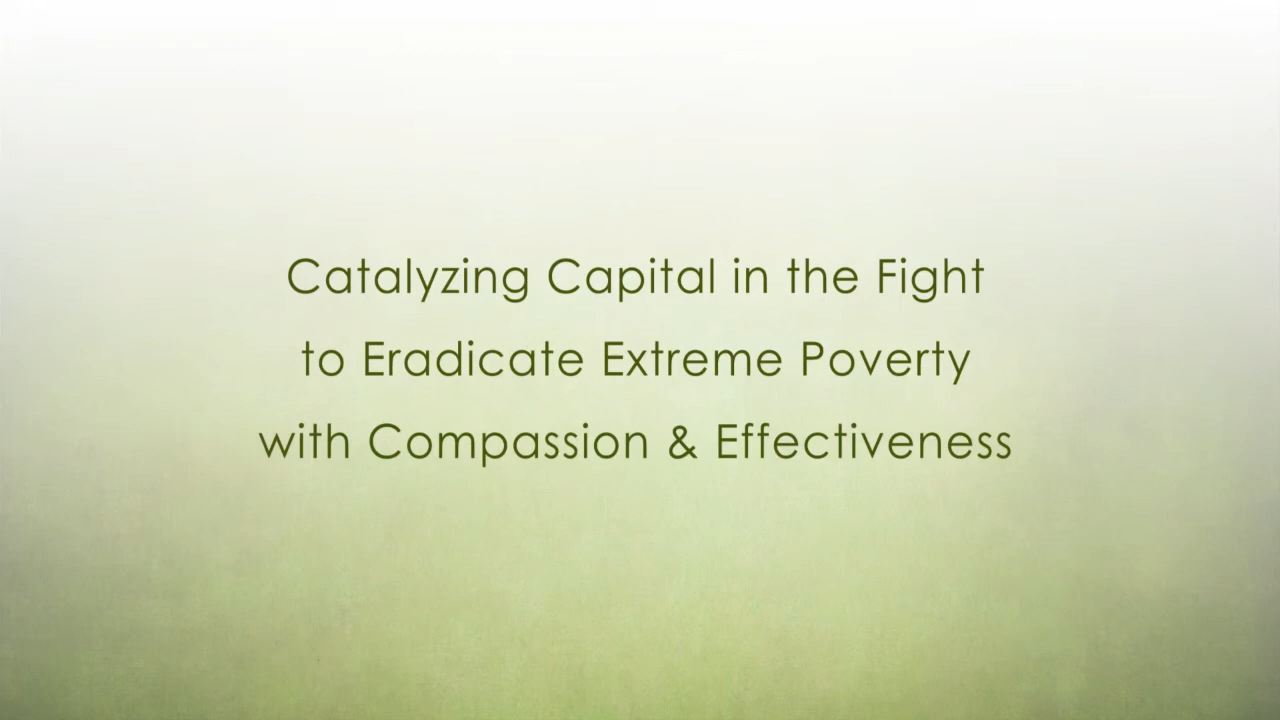 Catalyzing Capital in the Fight
to Eradicate Extreme Poverty
with Compassion & Effectiveness